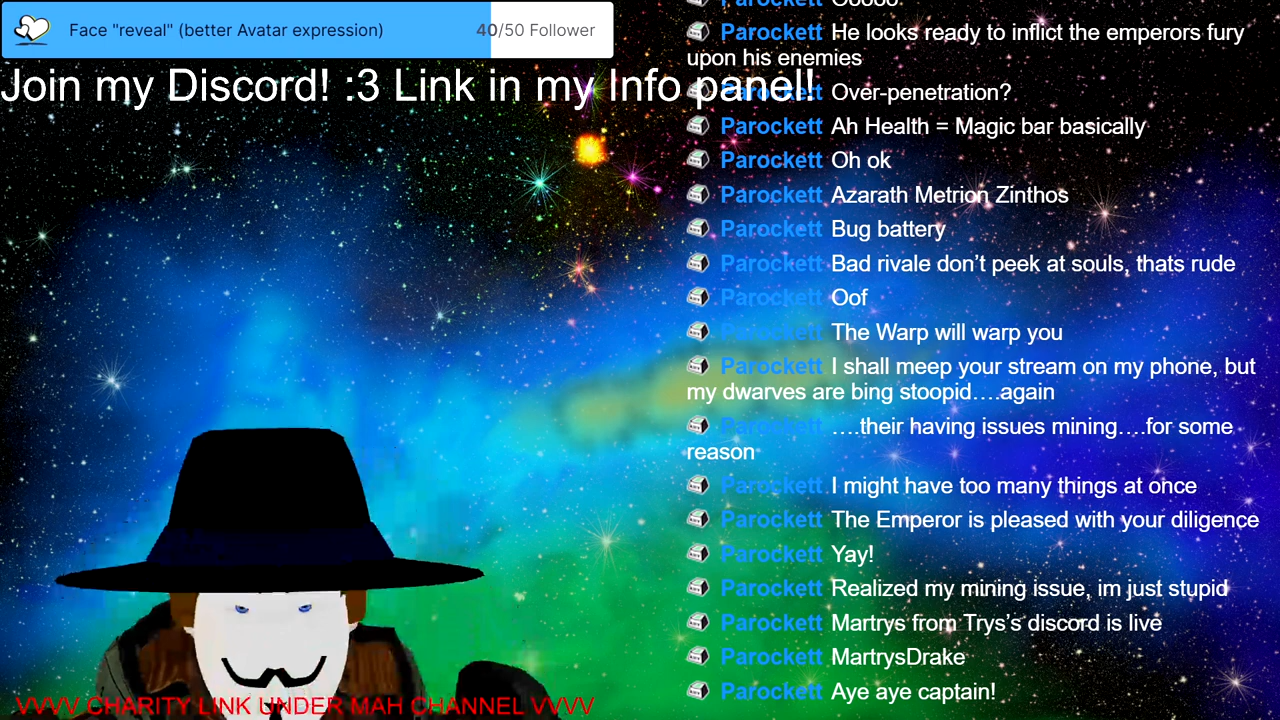 Face "reveal" (better Avatar expression) 40/50 Follower
Join my Discord! :3 Link in my Info panel!
Parockett Ooooo
Parockett He looks ready to inflict the emperors fury
upon his enemies
Parockett Over-penetration?
Parockett Ah Health = Magic bar basically
Parockett Oh ok
Parockett Azarath Metrion Zinthos
Parockett Bug battery
Parockett Bad rivale don’t peek at souls, thats rude
Parockett Oof
Parockett The Warp will warp you
Parockett I shall meep your stream on my phone, but
my dwarves are bing stoopid….again
Parockett ….their having issues mining….for some
reason
Parockett I might have too many things at once
Parockett The Emperor is pleased with your diligence
Parockett Yay!
Parockett Realized my mining issue, im just stupid
Parockett Martrys from Trys’s discord is live
Parockett MartrysDrake
Parockett Aye aye captain!
VVVV CHARITY LINK UNDER MAH CHANNEL VVVV